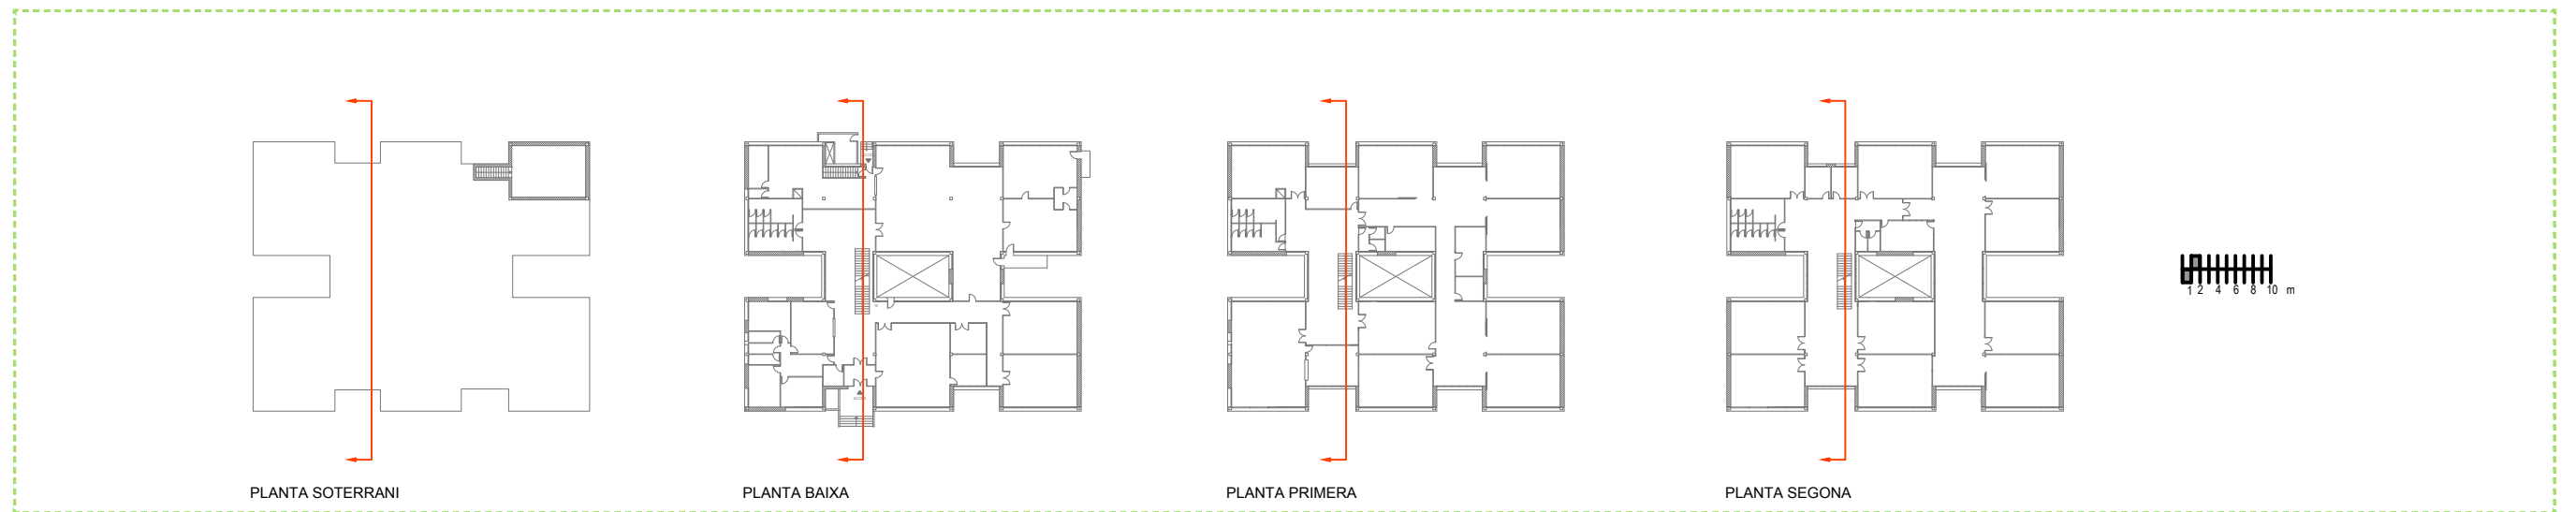 1 2 4 6 8 10 m
PLANTA SOTERRANI
PLANTA BAIXA
PLANTA PRIMERA
PLANTA SEGONA